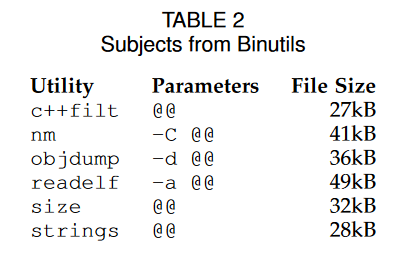 TABLE 2
Subjects from Binutils
Utility Parameters File Size
c++filt @@ 27kB
nm -C @@ 41kB
objdump -d @@ 36kB
readelf -a @@ 49kB
size @@ 32kB
strings @@ 28kB